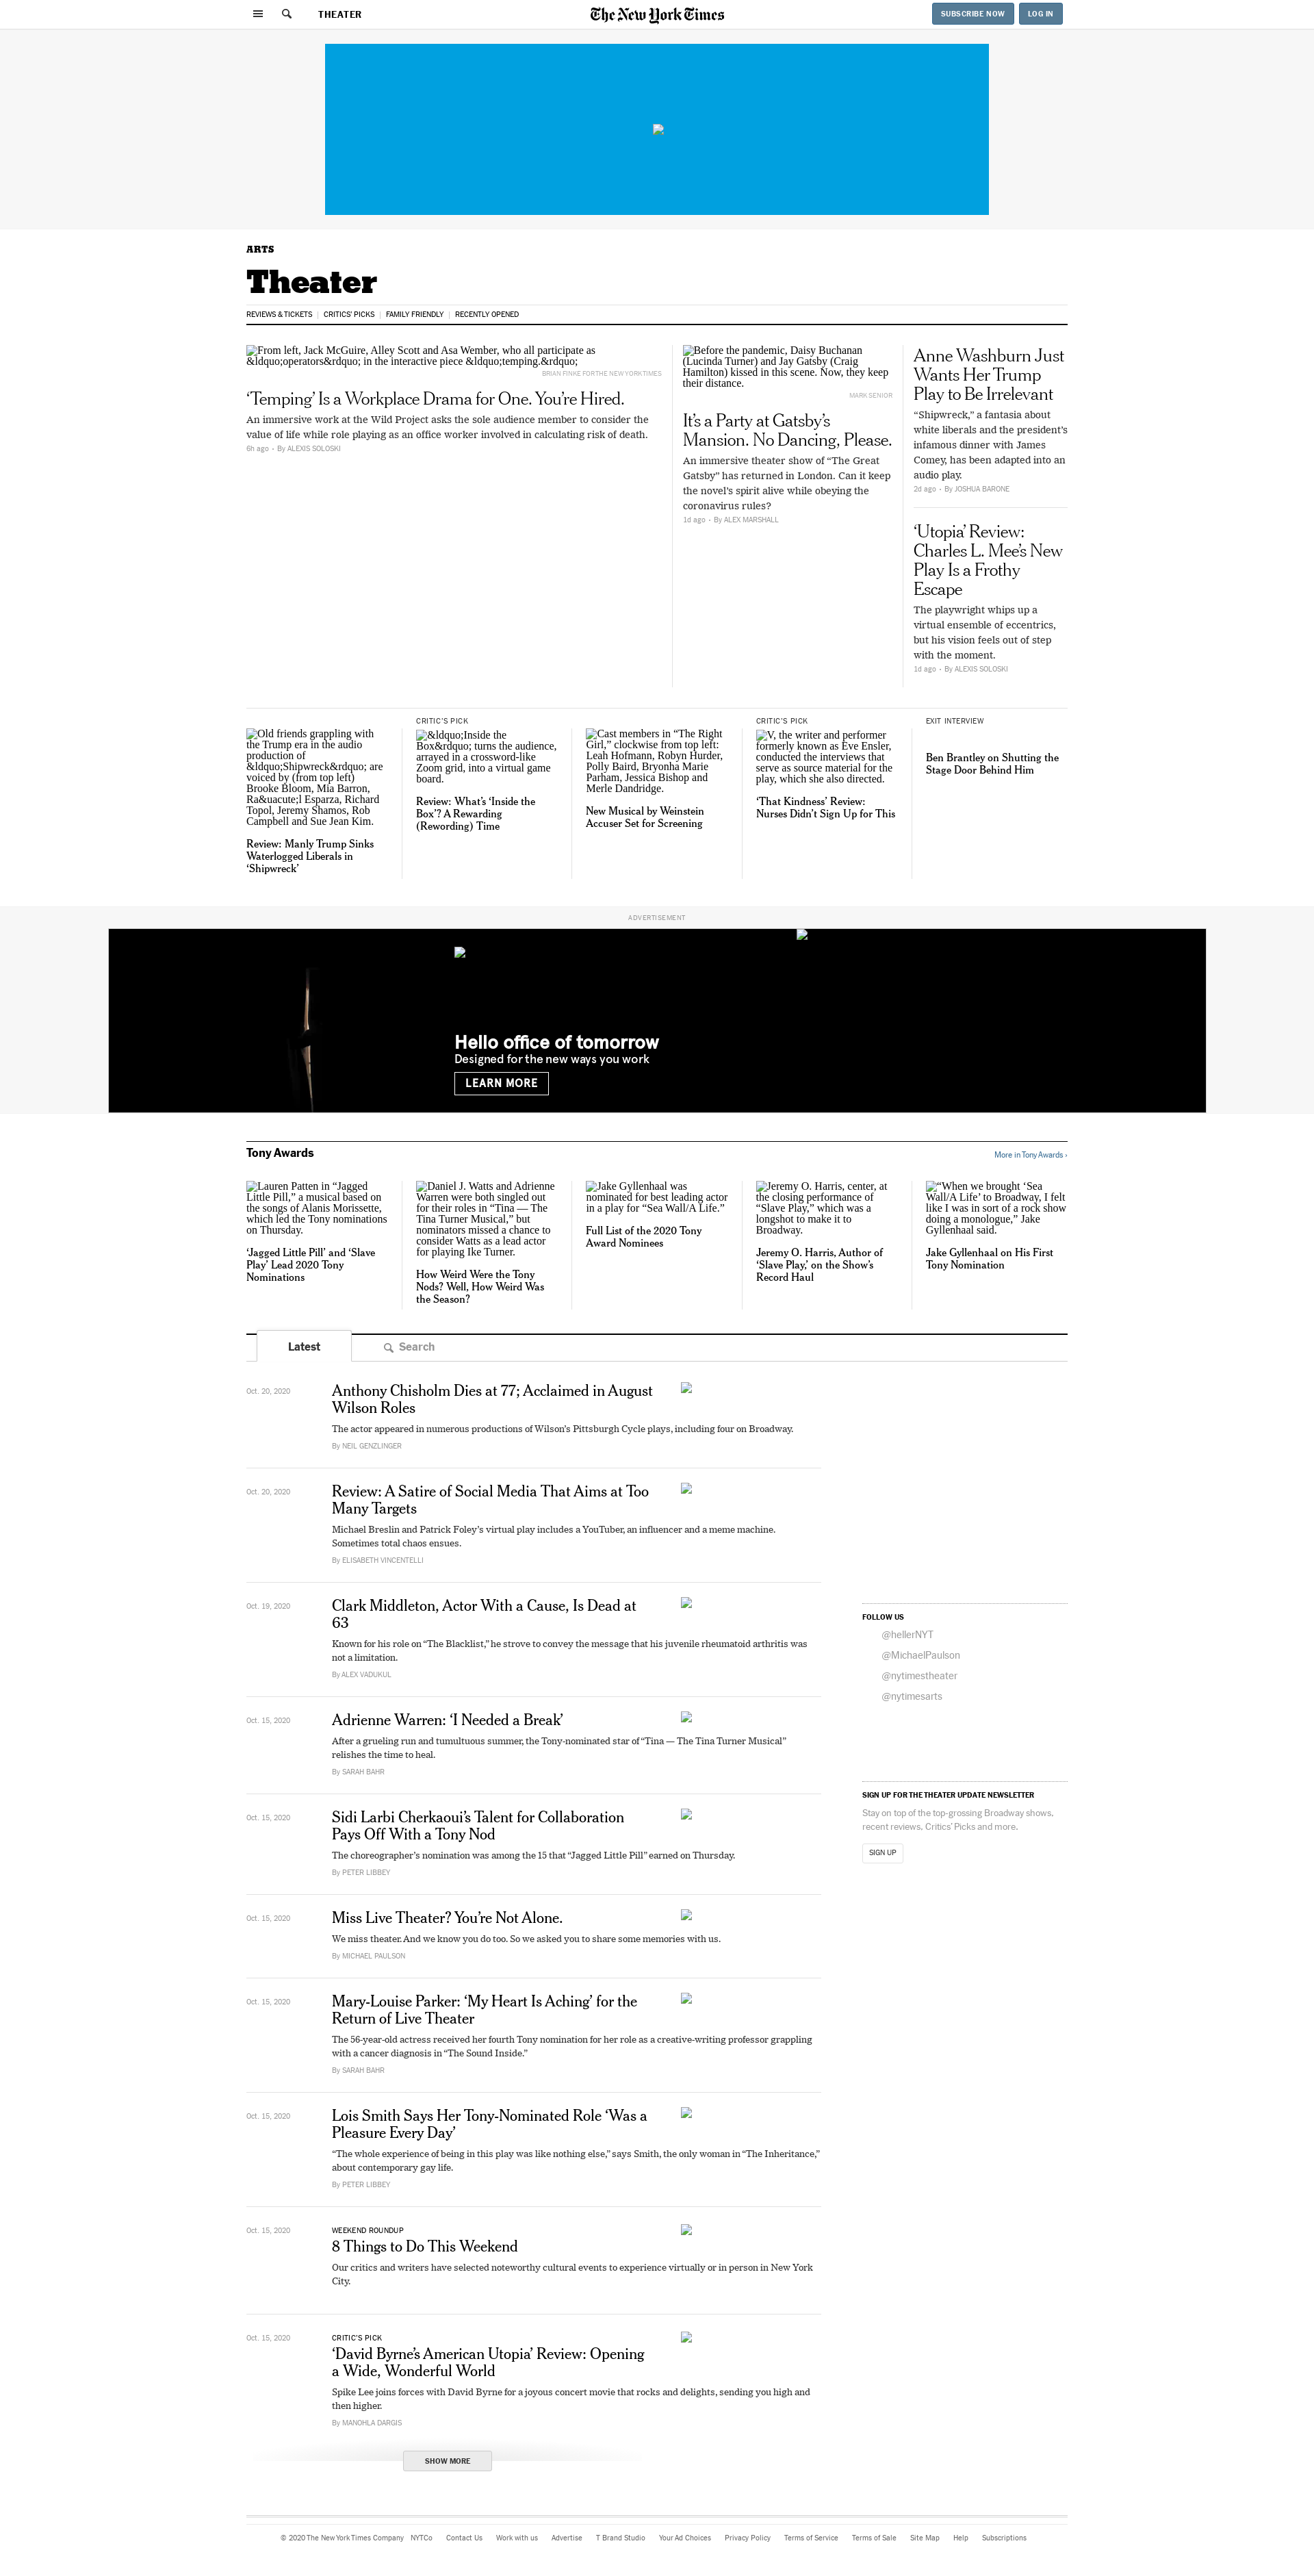 THEATER
The New York Times
SUBSCRIBE NOW
LOG IN
ARTS
Theater
REVIEWS & TICKETS | CRITICS' PICKS | FAMILY FRIENDLY | RECENTLY OPENED
From left, Jack McGuire, Alley Scott and Asa Wember, who all participate as
&ldquo;operators&rdquo; in the interactive piece &ldquo;temping.&rdquo;
BRIAN FINKE FOR THE NEW YORK TIMES
‘Temping’ Is a Workplace Drama for One. You’re Hired.
An immersive work at the Wild Project asks the sole audience member to consider the
value of life while role playing as an office worker involved in calculating risk of death.
6h ago - By ALEXIS SOLOSKI
Before the pandemic, Daisy Buchanan
(Lucinda Turner) and Jay Gatsby (Craig
Hamilton) kissed in this scene. Now, they keep
their distance.
MARK SENIOR
It’s a Party at Gatsby’s
Mansion. No Dancing, Please.
An immersive theater show of “The Great
Gatsby” has returned in London. Can it keep
the novel’s spirit alive while obeying the
coronavirus rules?
1d ago - By ALEX MARSHALL
Anne Washburn Just
Wants Her Trump
Play to Be Irrelevant
“Shipwreck,” a fantasia about
white liberals and the president’s
infamous dinner with James
Comey, has been adapted into an
audio play.
2d ago - By JOSHUA BARONE
‘Utopia’ Review:
Charles L. Mee’s New
Play Is a Frothy
Escape
The playwright whips up a
virtual ensemble of eccentrics,
but his vision feels out of step
with the moment.
1d ago - By ALEXIS SOLOSKI
Old friends grappling with
the Trump era in the audio
production of
&ldquo;Shipwreck&rdquo; are
voiced by (from top left)
Brooke Bloom, Mia Barron,
Ra&uacute;l Esparza, Richard
Topol, Jeremy Shamos, Rob
Campbell and Sue Jean Kim.
Review: Manly Trump Sinks
Waterlogged Liberals in
‘Shipwreck’
CRITIC’S PICK
&ldquo;Inside the
Box&rdquo; turns the audience,
arrayed in a crossword-like
Zoom grid, into a virtual game
board.
Review: What’s ‘Inside the
Box’? A Rewarding
(Rewording) Time
Cast members in “The Right
Girl,” clockwise from top left:
Leah Hofmann, Robyn Hurder,
Polly Baird, Bryonha Marie
Parham, Jessica Bishop and
Merle Dandridge.
New Musical by Weinstein
Accuser Set for Screening
CRITIC’S PICK
V, the writer and performer
formerly known as Eve Ensler,
conducted the interviews that
serve as source material for the
play, which she also directed.
‘That Kindness’ Review:
Nurses Didn’t Sign Up for This
EXIT INTERVIEW
Ben Brantley on Shutting the
Stage Door Behind Him
ADVERTISEMENT
Hello office of tomorrow
Designed for the new ways you work
LEARN MORE
Tony Awards
More in Tony Awards ›
Lauren Patten in “Jagged
Little Pill,” a musical based on
the songs of Alanis Morissette,
which led the Tony nominations
on Thursday.
‘Jagged Little Pill’ and ‘Slave
Play’ Lead 2020 Tony
Nominations
Daniel J. Watts and Adrienne
Warren were both singled out
for their roles in “Tina — The
Tina Turner Musical,” but
nominators missed a chance to
consider Watts as a lead actor
for playing Ike Turner.
How Weird Were the Tony
Nods? Well, How Weird Was
the Season?
Jake Gyllenhaal was
nominated for best leading actor
in a play for “Sea Wall/A Life.”
Full List of the 2020 Tony
Award Nominees
Jeremy O. Harris, center, at
the closing performance of
“Slave Play,” which was a
longshot to make it to
Broadway.
Jeremy O. Harris, Author of
‘Slave Play,’ on the Show’s
Record Haul
“When we brought ‘Sea
Wall/A Life’ to Broadway, I felt
like I was in sort of a rock show
doing a monologue,” Jake
Gyllenhaal said.
Jake Gyllenhaal on His First
Tony Nomination
Latest
Search
Oct. 20, 2020
Anthony Chisholm Dies at 77; Acclaimed in August
Wilson Roles
The actor appeared in numerous productions of Wilson’s Pittsburgh Cycle plays, including four on Broadway.
By NEIL GENZLINGER
Oct. 20, 2020
Review: A Satire of Social Media That Aims at Too
Many Targets
Michael Breslin and Patrick Foley’s virtual play includes a YouTuber, an influencer and a meme machine.
Sometimes total chaos ensues.
By ELISABETH VINCENTELLI
Oct. 19, 2020
Clark Middleton, Actor With a Cause, Is Dead at
63
Known for his role on “The Blacklist,” he strove to convey the message that his juvenile rheumatoid arthritis was
not a limitation.
By ALEX VADUKUL
Oct. 15, 2020
Adrienne Warren: ‘I Needed a Break’
After a grueling run and tumultuous summer, the Tony-nominated star of “Tina — The Tina Turner Musical”
relishes the time to heal.
By SARAH BAHR
Oct. 15, 2020
Sidi Larbi Cherkaoui’s Talent for Collaboration
Pays Off With a Tony Nod
The choreographer’s nomination was among the 15 that “Jagged Little Pill” earned on Thursday.
By PETER LIBBEY
Oct. 15, 2020
Miss Live Theater? You’re Not Alone.
We miss theater. And we know you do too. So we asked you to share some memories with us.
By MICHAEL PAULSON
Oct. 15, 2020
Mary-Louise Parker: ‘My Heart Is Aching’ for the
Return of Live Theater
The 56-year-old actress received her fourth Tony nomination for her role as a creative-writing professor grappling
with a cancer diagnosis in “The Sound Inside.”
By SARAH BAHR
Oct. 15, 2020
Lois Smith Says Her Tony-Nominated Role ‘Was a
Pleasure Every Day’
“The whole experience of being in this play was like nothing else,” says Smith, the only woman in “The Inheritance,”
about contemporary gay life.
By PETER LIBBEY
Oct. 15, 2020
WEEKEND ROUNDUP
8 Things to Do This Weekend
Our critics and writers have selected noteworthy cultural events to experience virtually or in person in New York
City.
Oct. 15, 2020
CRITIC’S PICK
‘David Byrne’s American Utopia’ Review: Opening
a Wide, Wonderful World
Spike Lee joins forces with David Byrne for a joyous concert movie that rocks and delights, sending you high and
then higher.
By MANOHLA DARGIS
SHOW MORE
FOLLOW US
@hellerNYT
@MichaelPaulson
@nytimestheater
@nytimesarts
SIGN UP FOR THE THEATER UPDATE NEWSLETTER
Stay on top of the top-grossing Broadway shows,
recent reviews, Critics’ Picks and more.
SIGN UP
© 2020 The New York Times Company NYTCo Contact Us Work with us Advertise T Brand Studio Your Ad Choices Privacy Policy Terms of Service Terms of Sale Site Map Help Subscriptions